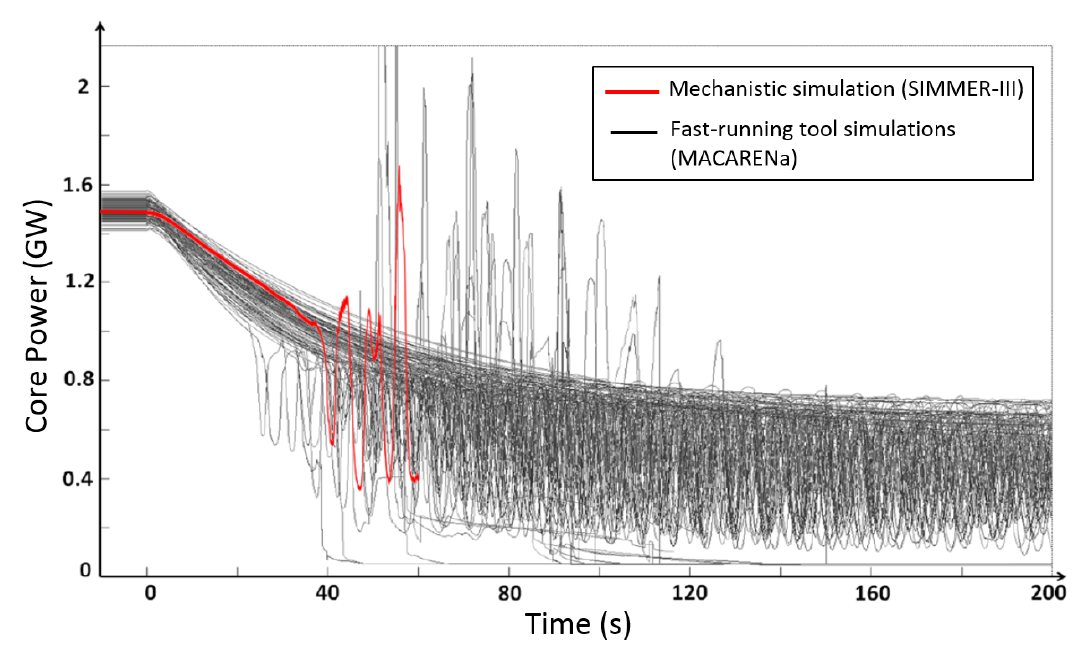 Mechanistic simulation (SIMMER-III)
Fast-running tool simulations
(MACARENa)
Core Power (GW)
2
1.6
1.2
0.8
0.4
0
0 40 80 120 160 200
Time (s)